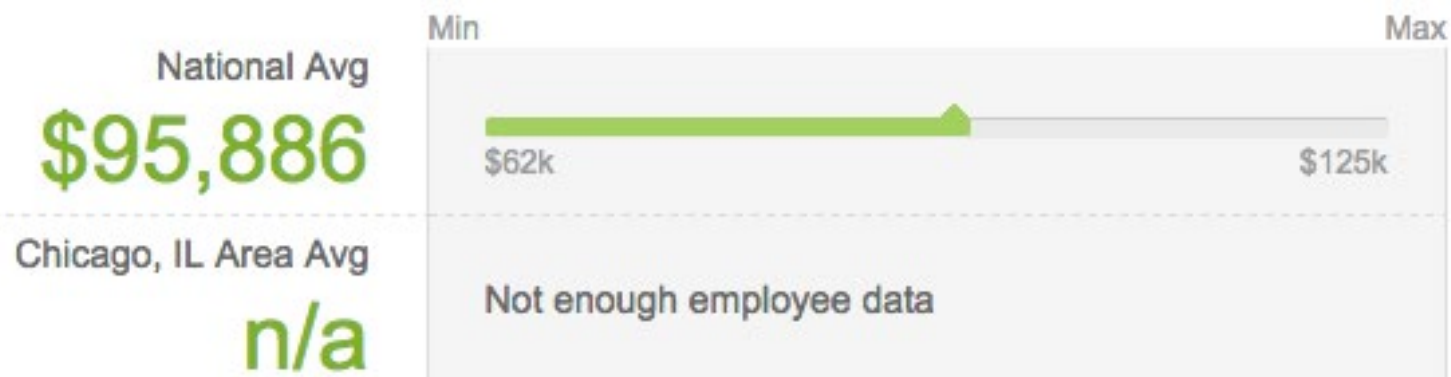 Min Max
National Avg
$95,886
$62k $125k
Chicago, IL Area Avg
n/a
Not enough employee data